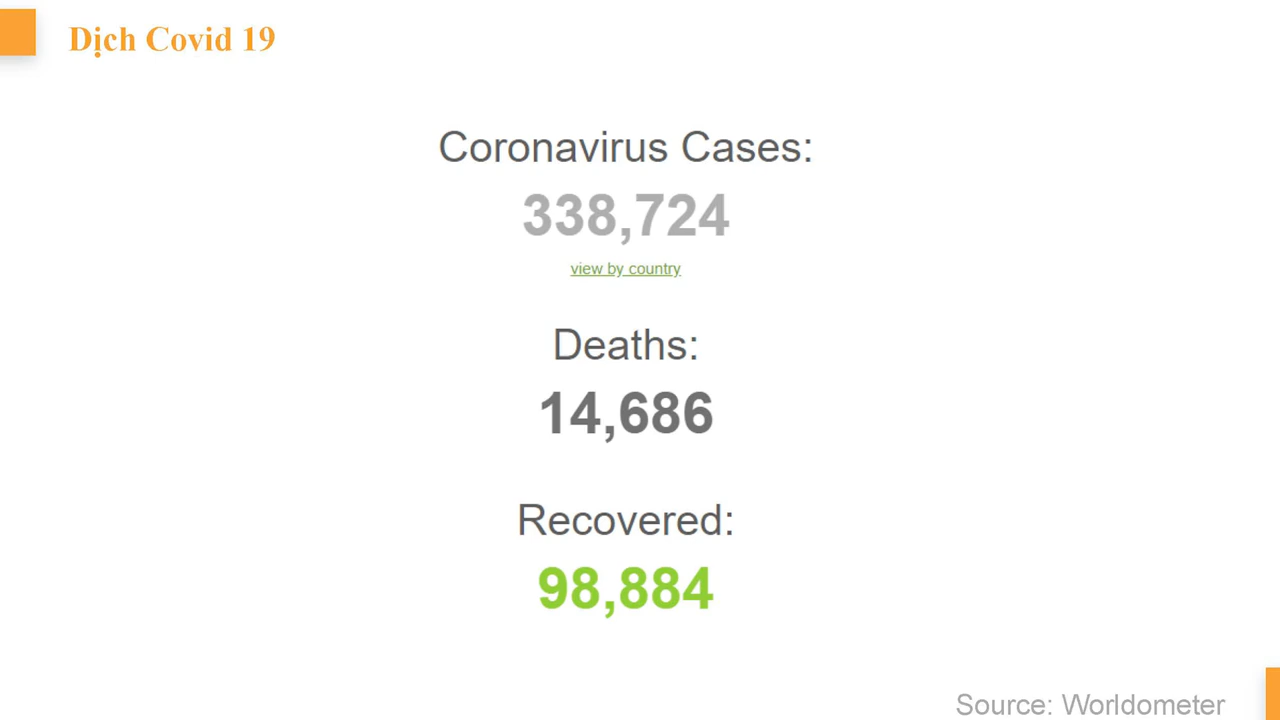 Dịch Covid 19
Coronavirus Cases:
338,724
view by country
Deaths:
14,686
Recovered:
98,884
Source: Worldometer